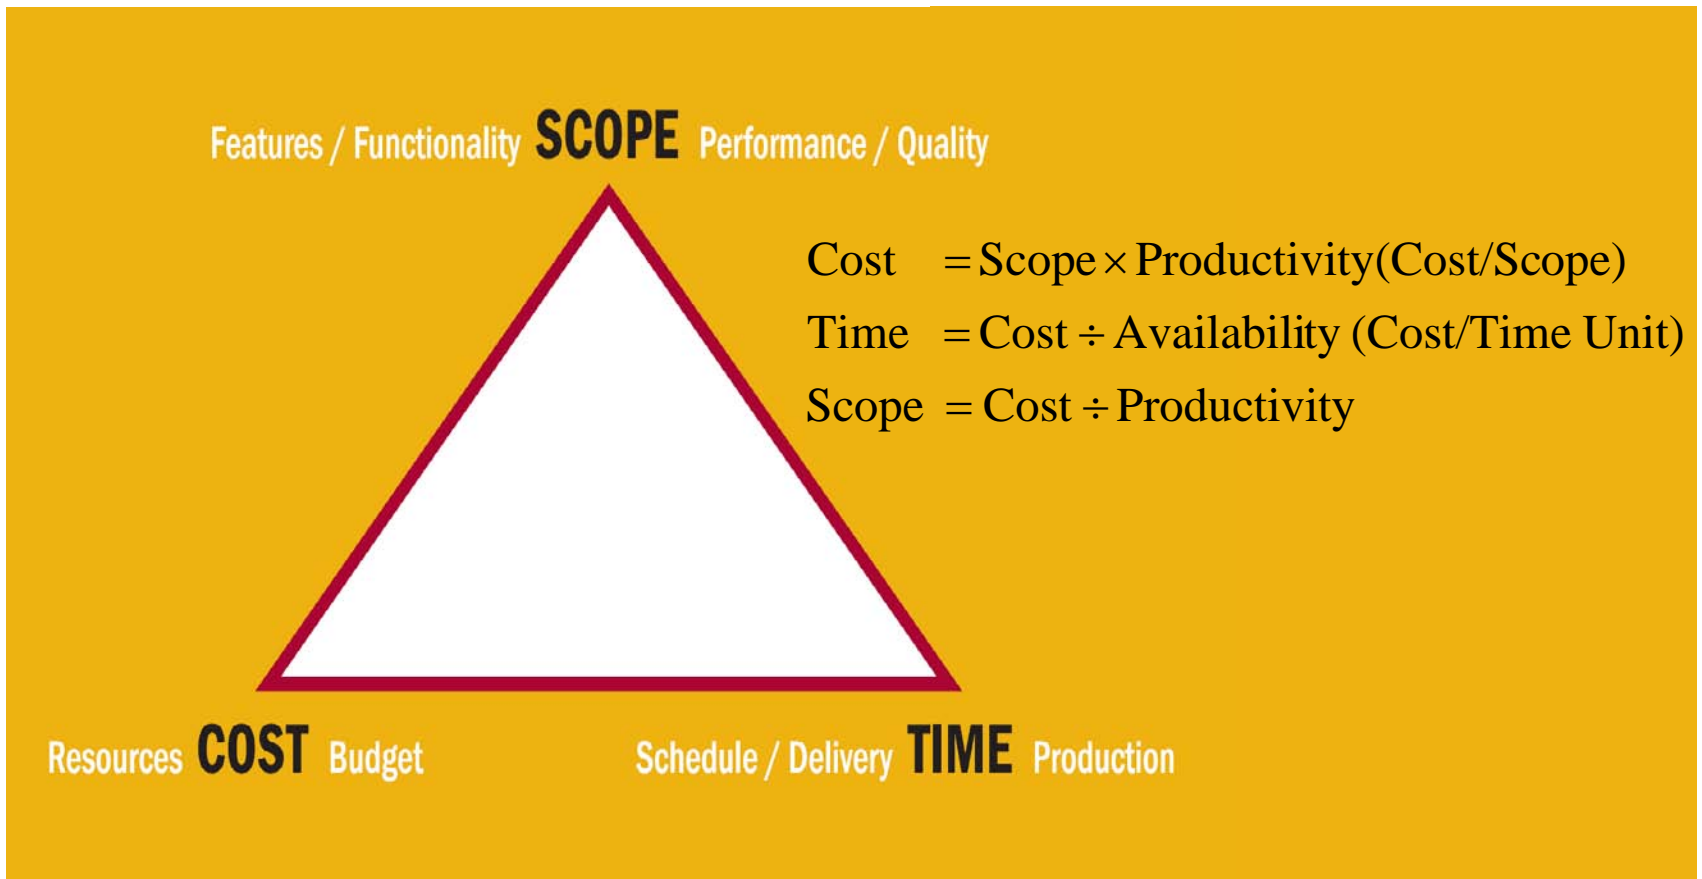 Features / Functionality SCOPE Performance / Quality
Cost = Scope × Productivity(Cost/Scope)
Time = Cost ÷ Availability (Cost/Time Unit)
Scope = Cost ÷ Productivity
Resources COST Budget
Schedule / Delivery TIME Production